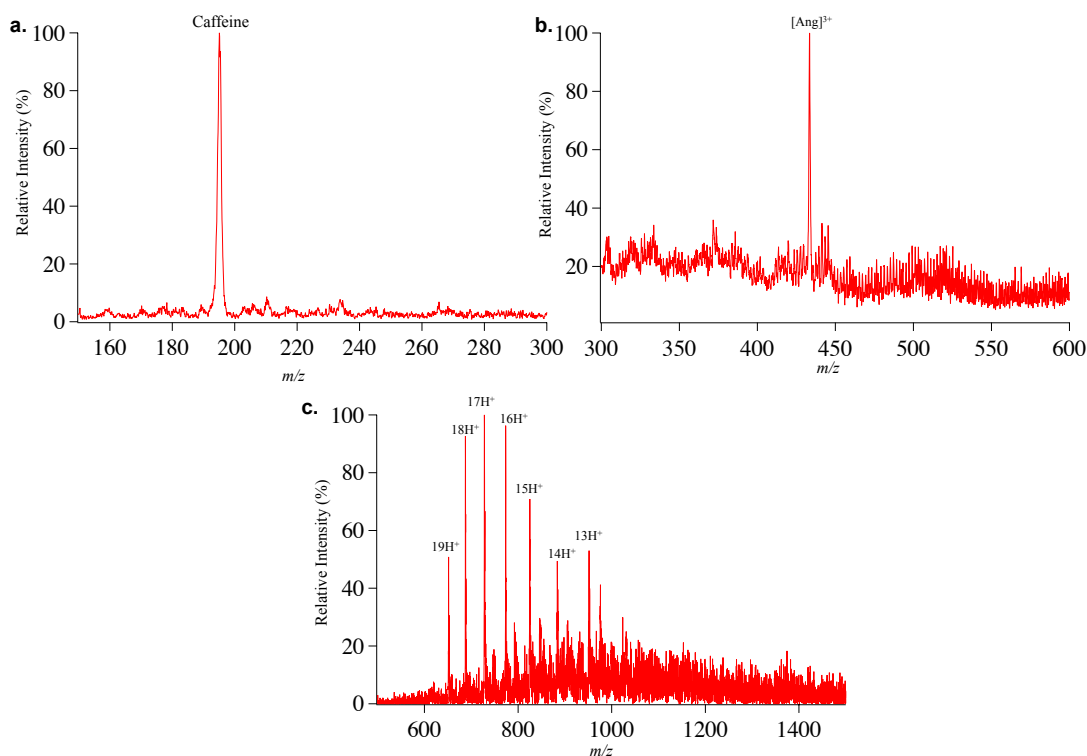 a.
Caffeine
100
80
60
40
20
0
Relative Intensity (%)
160 180 200 220 240 260 280 300
m/z
b.
[Ang]³⁺
100
80
60
40
20
Relative Intensity (%)
300 350 400 450 500 550 600
m/z
c.
17H⁺
18H⁺
16H⁺
15H⁺
19H⁺
14H⁺
13H⁺
100
80
60
40
20
0
Relative Intensity (%)
600 800 1000 1200 1400
m/z